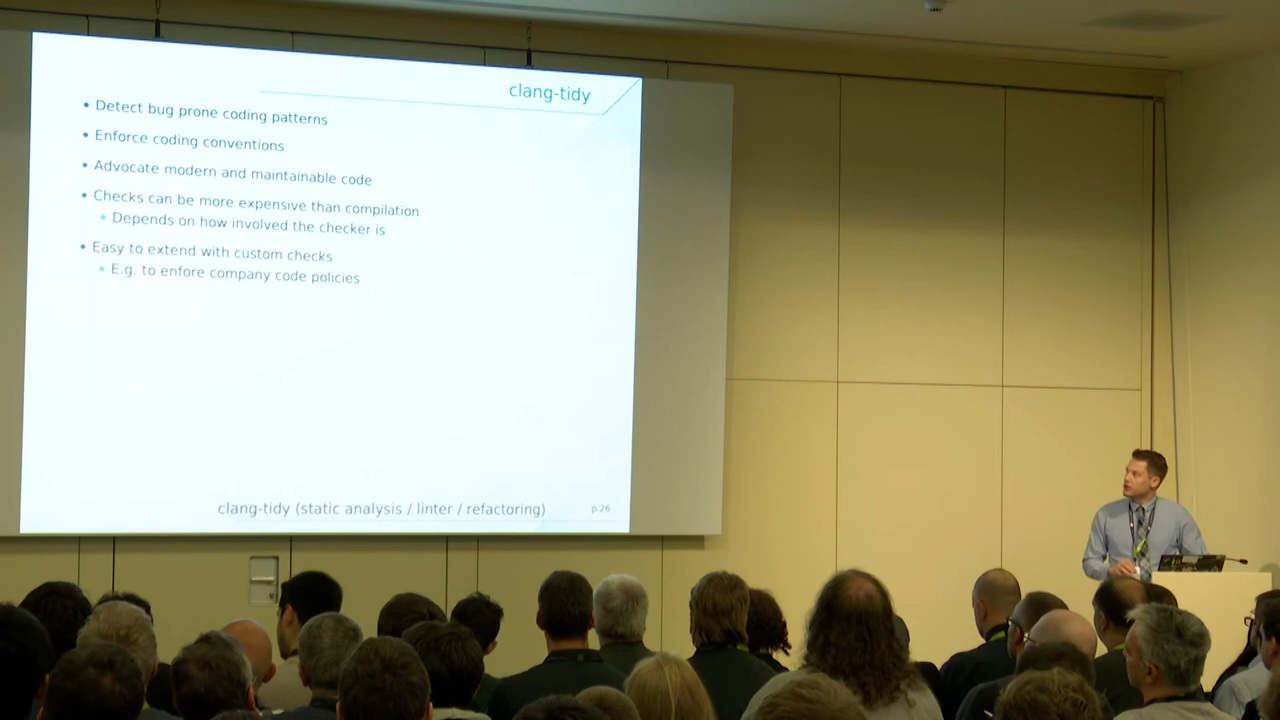 clang-tidy
• Detect bug prone coding patterns
• Enforce coding conventions
• Advocate modern and maintainable code
• Checks can be more expensive than compilation
• Depends on how involved the checker is
• Easy to extend with custom checks
• E.g. to enfore company code policies
clang-tidy (static analysis / linter / refactoring)
p.26